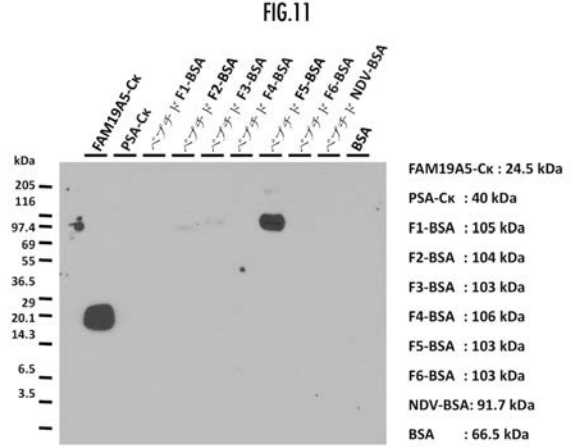 FIG.11
FAM19A5-Cκ
PSA-Cκ
ペプチド F1-BSA
ペプチド F2-BSA
ペプチド F3-BSA
ペプチド F4-BSA
ペプチド F5-BSA
ペプチド F6-BSA
ペプチド NDV-BSA
BSA
kDa
205
116
97.4
69
55
36.5
29
20.1
14.3
6.5
3.5
FAM19A5-Cκ : 24.5 kDa
PSA-Cκ : 40 kDa
F1-BSA : 105 kDa
F2-BSA : 104 kDa
F3-BSA : 103 kDa
F4-BSA : 106 kDa
F5-BSA : 103 kDa
F6-BSA : 103 kDa
NDV-BSA: 91.7 kDa
BSA : 66.5 kDa